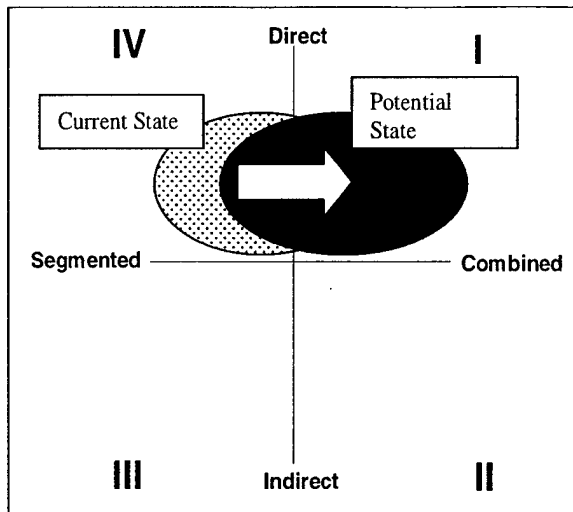 IV
Direct
I
Current State
Potential
State
Segmented
Combined
III
Indirect
II